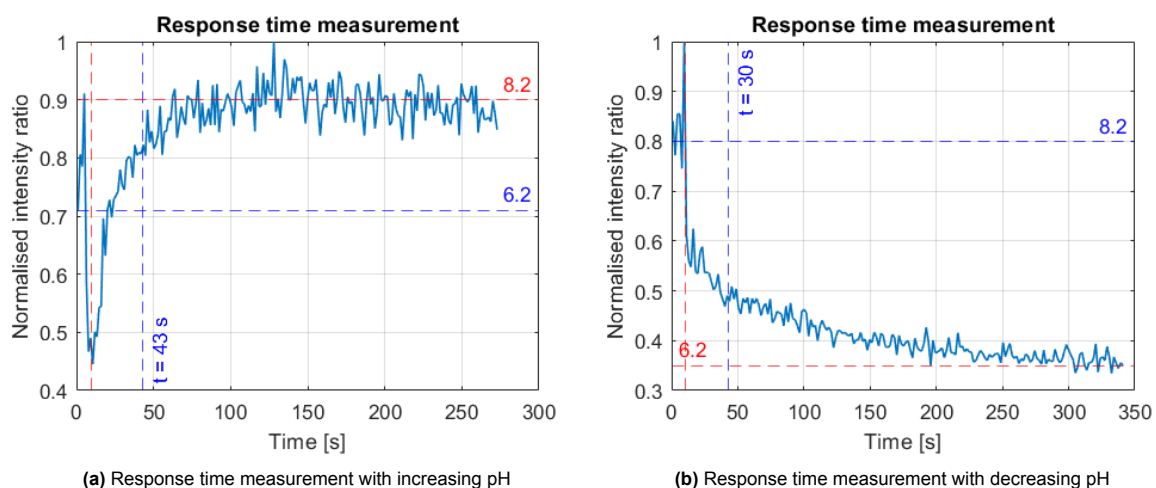 Response time measurement
1
0.9
0.8
0.7
0.6
0.5
0.4
Normalised intensity ratio
8.2
6.2
t = 43 s
0 50 100 150 200 250 300
Time [s]
(a) Response time measurement with increasing pH
Response time measurement
1
0.9
0.8
0.7
0.6
0.5
0.4
0.3
Normalised intensity ratio
t = 30 s
8.2
6.2
0 50 100 150 200 250 300 350
Time [s]
(b) Response time measurement with decreasing pH